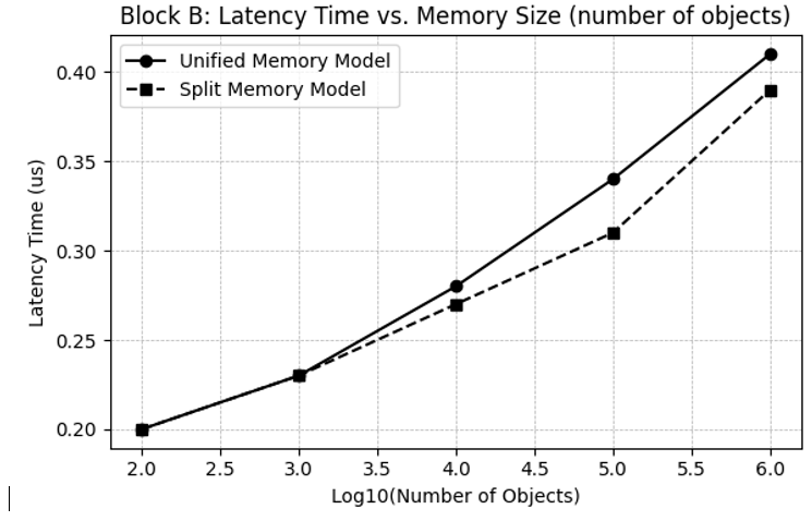 Block B: Latency Time vs. Memory Size (number of objects)
Unified Memory Model
Split Memory Model
0.40
0.35
0.30
0.25
0.20
Latency Time (us)
2.0 2.5 3.0 3.5 4.0 4.5 5.0 5.5 6.0
Log10(Number of Objects)